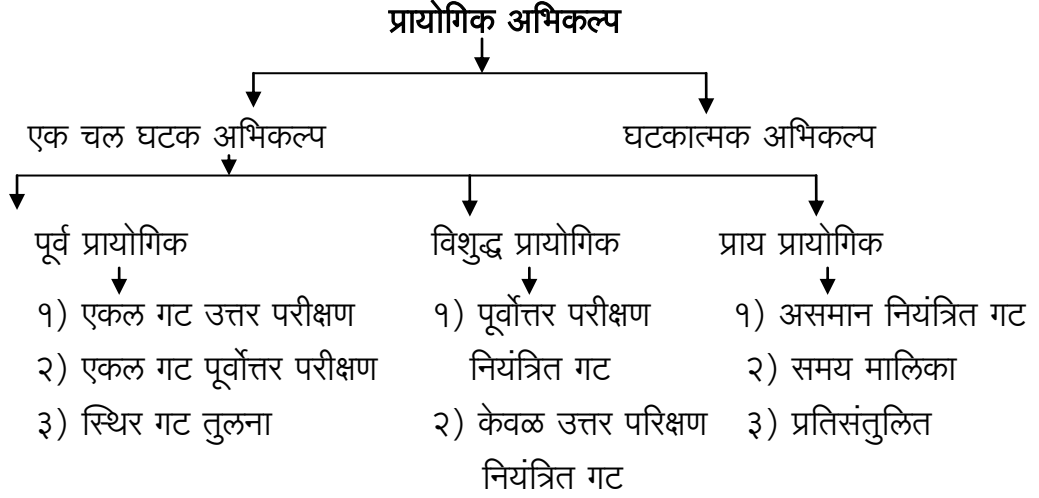 प्रायोगिक अभिकल्प
एक चल घटक अभिकल्प
घटकात्मक अभिकल्प
पूर्व प्रायोगिक
१) एकल गट उत्तर परीक्षण
२) एकल गट पूर्वोत्तर परीक्षण
३) स्थिर गट तुलना
विशुद्ध प्रायोगिक
१) पूर्वोत्तर परीक्षण
नियंत्रित गट
२) केवळ उत्तर परिक्षण
नियंत्रित गट
प्राय प्रायोगिक
१) असमान नियंत्रित गट
२) समय मालिका
३) प्रतिसंतुलित